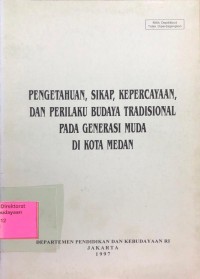 PENGETAHUAN, SIKAP, KEPERCAYAAN,
DAN PERILAKU BUDAYA TRADISIONAL
PADA GENERASI MUDA
DI KOTA MEDAN
Direktorat
DEPARTEMEN PENDIDIKAN DAN KEBUDAYAAN RI
JAKARTA
1997